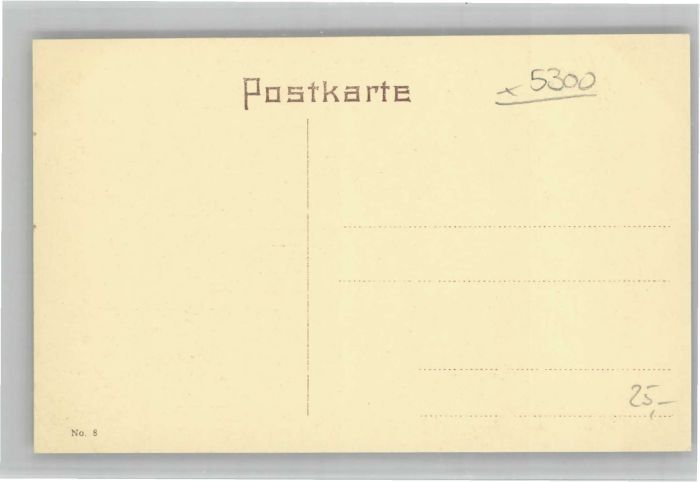 Postkarte
x 5300
25,—
No. 8